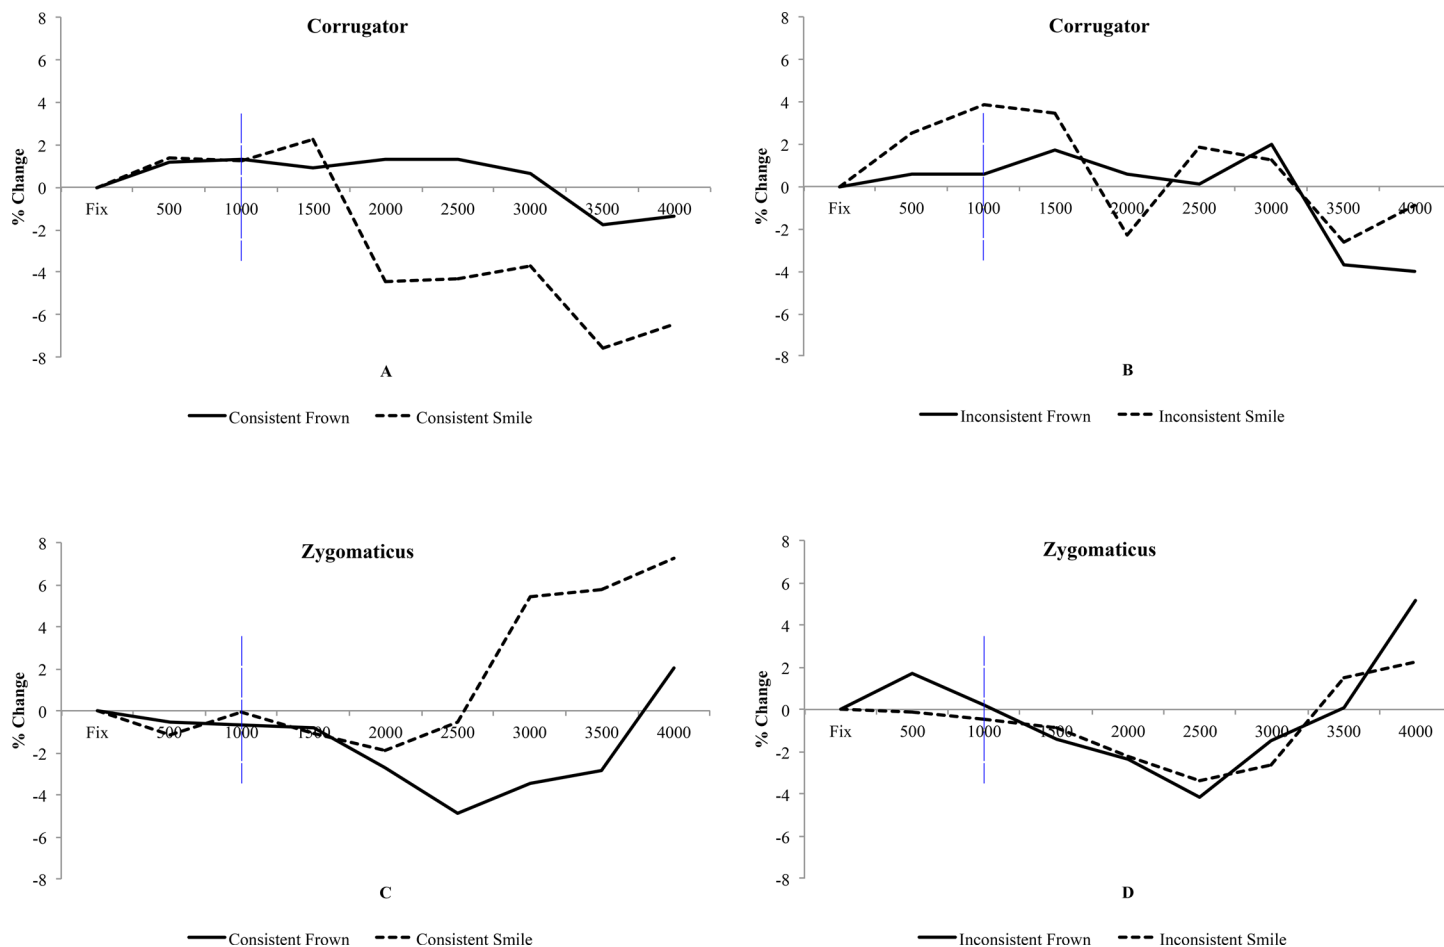 Corrugator
8
6
4
2
0
-2
-4
-6
-8
% Change
Fix 500 1000 1500 2000 2500 3000 3500 4000
A
Consistent Frown Consistent Smile
Corrugator
8
6
4
2
0
-2
-4
-6
-8
% Change
Fix 500 1000 1500 2000 2500 3000 3500 4000
B
Inconsistent Frown Inconsistent Smile
Zygomaticus
8
6
4
2
0
-2
-4
-6
-8
% Change
Fix 500 1000 1500 2000 2500 3000 3500 4000
C
Consistent Frown Consistent Smile
Zygomaticus
8
6
4
2
0
-2
-4
-6
-8
% Change
Fix 500 1000 1500 2000 2500 3000 3500 4000
D
Inconsistent Frown Inconsistent Smile